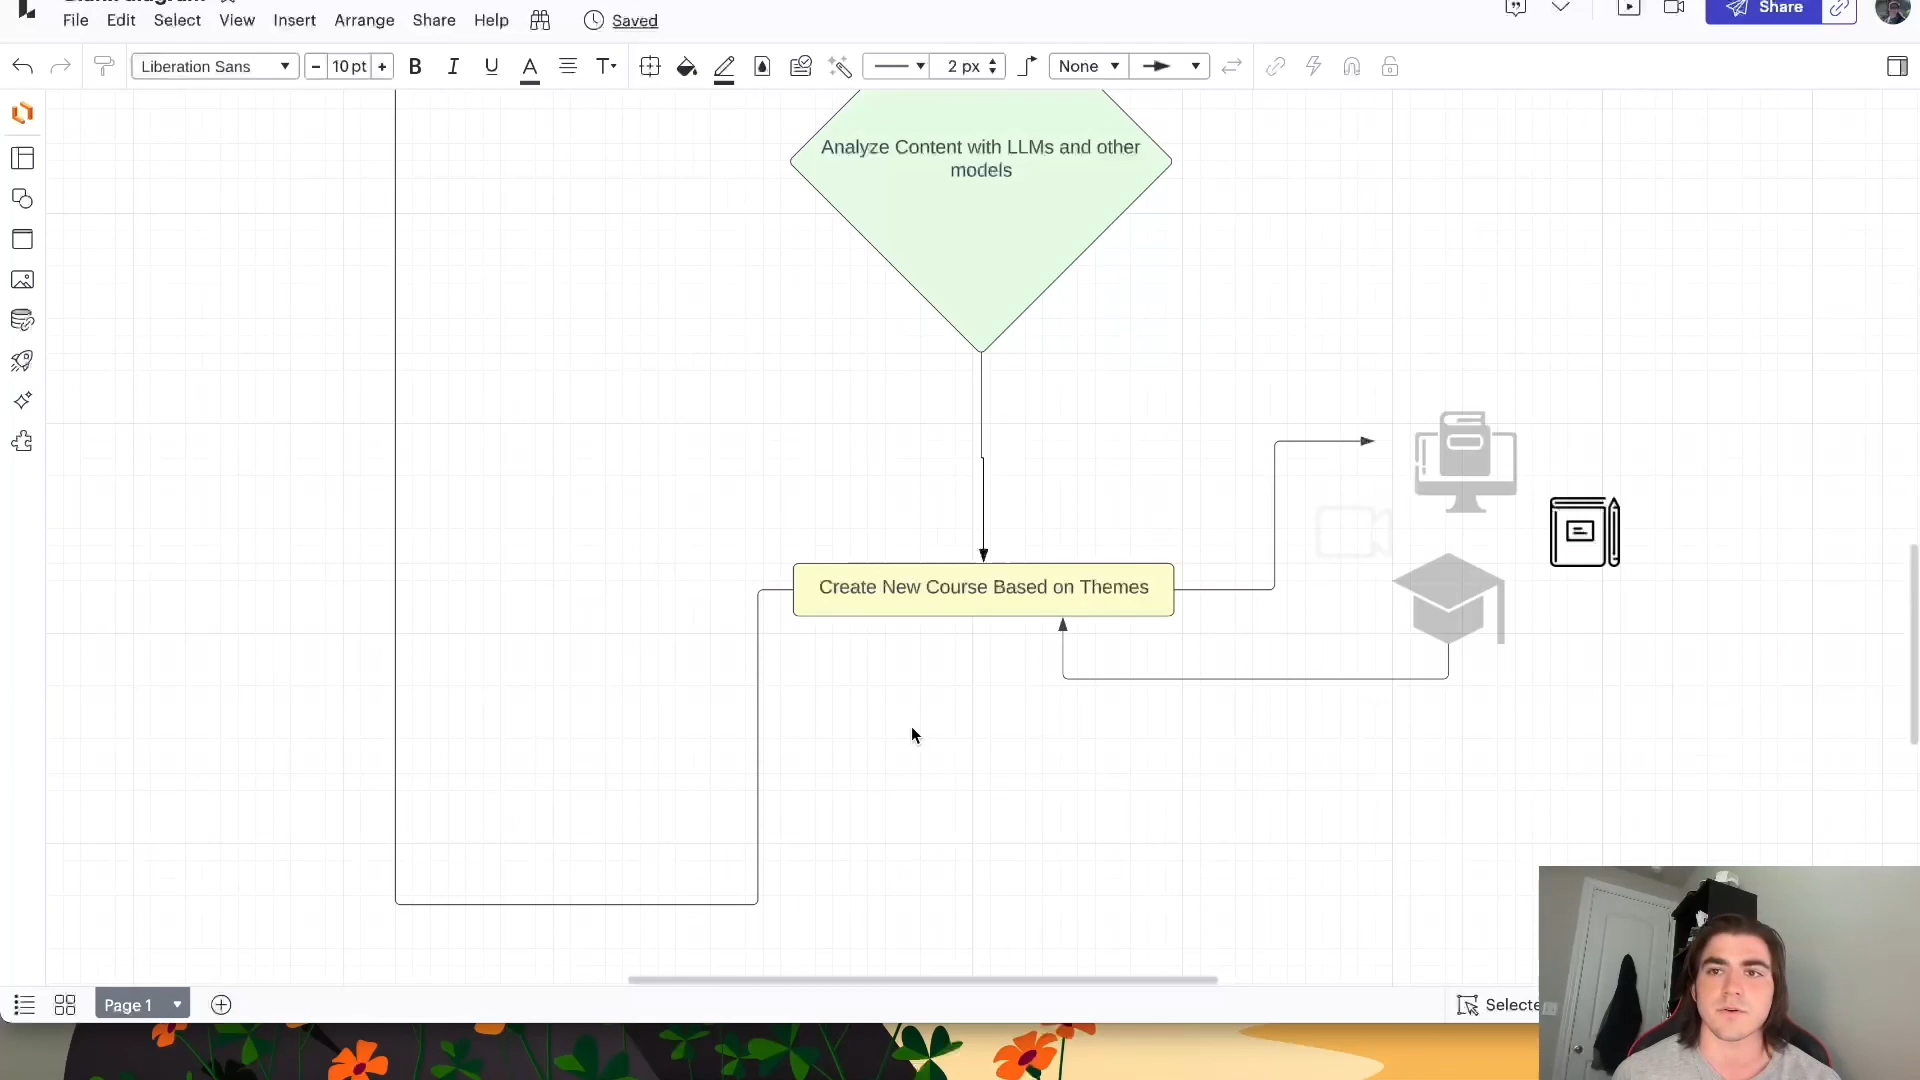 File Edit Select View Insert Arrange Share Help Saved
Share
Liberation Sans
10 pt
B I U A T
2 px
None
Analyze Content with LLMs and other
models
Create New Course Based on Themes
Page 1